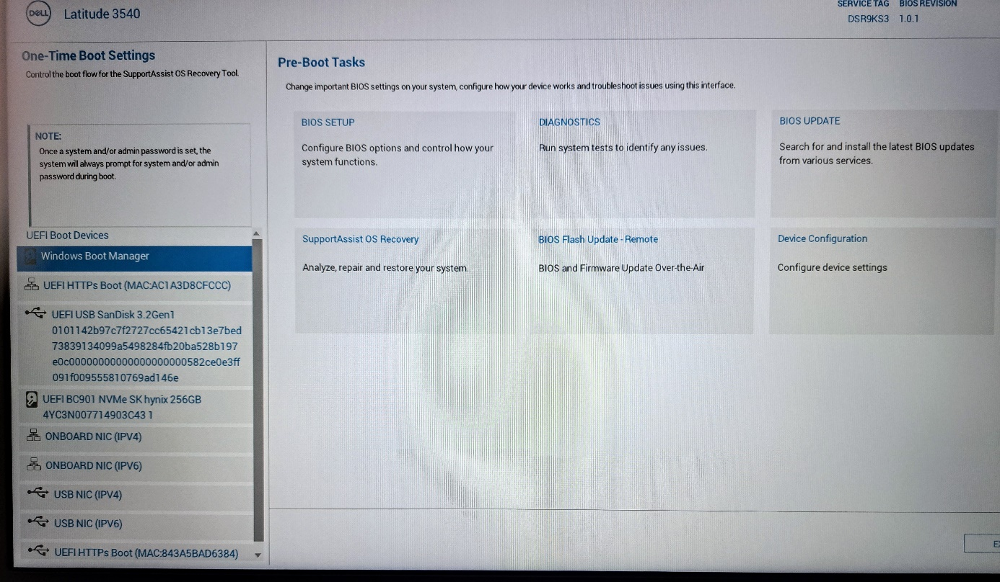 DELL
Latitude 3540
SERVICE TAG BIOS REVISION
DSR9KS3 1.0.1
One-Time Boot Settings
Control the boot flow for the SupportAssist OS Recovery Tool.
NOTE:
Once a system and/or admin password is set, the
system will always prompt for system and/or admin
password during boot.
UEFI Boot Devices
Windows Boot Manager
UEFI HTTPs Boot (MAC:AC1A3D8CFCCC)
UEFI USB SanDisk 3.2Gen1
0101142b97c7f2727cc65421cb13e7bed
73839134099a5498284fb20ba528b197
e0c00000000000000000000582ce0e3ff
091f009555810769ad146e
UEFI BC901 NVMe SK hynix 256GB
4YC3N007714903C43 1
ONBOARD NIC (IPV4)
ONBOARD NIC (IPV6)
USB NIC (IPV4)
USB NIC (IPV6)
UEFI HTTPs Boot (MAC:843A5BAD6384)
Pre-Boot Tasks
Change important BIOS settings on your system, configure how your device works and troubleshoot issues using this interface.
BIOS SETUP
Configure BIOS options and control how your
system functions.
DIAGNOSTICS
Run system tests to identify any issues.
BIOS UPDATE
Search for and install the latest BIOS updates
from various services.
SupportAssist OS Recovery
Analyze, repair and restore your system.
BIOS Flash Update - Remote
BIOS and Firmware Update Over-the-Air
Device Configuration
Configure device settings